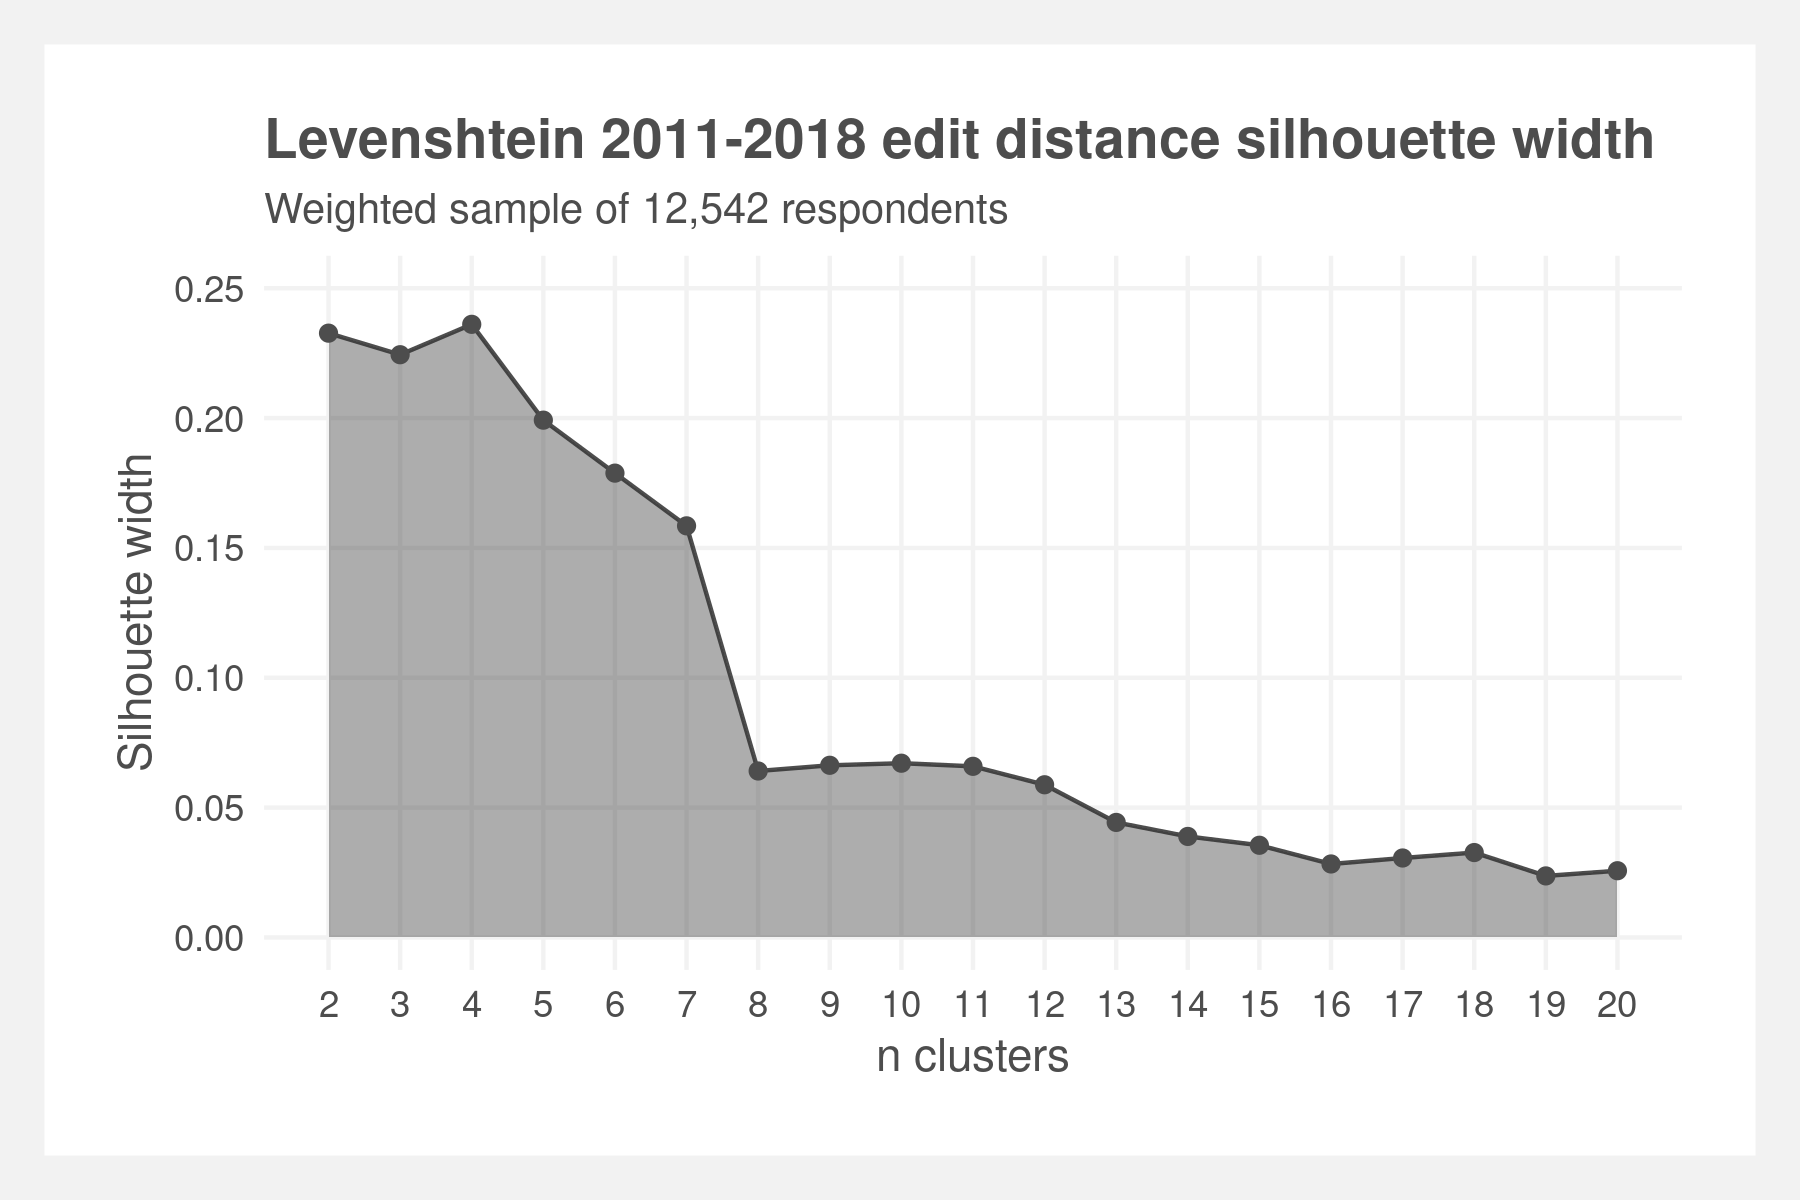 Levenshtein 2011-2018 edit distance silhouette width
Weighted sample of 12,542 respondents
0.25
0.20
0.15
0.10
0.05
0.00
Silhouette width
2 3 4 5 6 7 8 9 10 11 12 13 14 15 16 17 18 19 20
n clusters